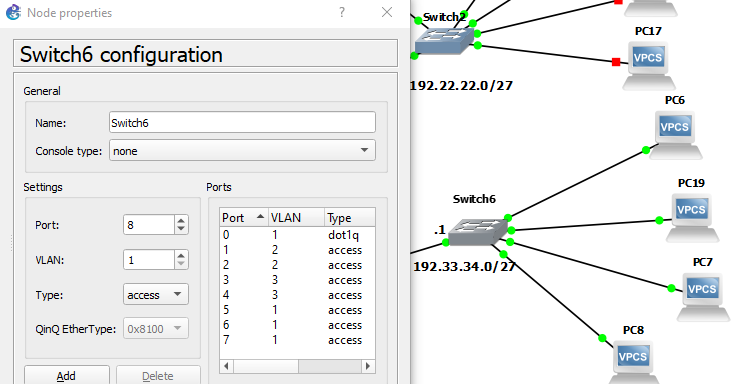 Node properties
?
Switch6 configuration
General
Name: Switch6
Console type: none
Settings
Port: 8
VLAN: 1
Type: access
QinQ EtherType: 0x8100
Add Delete
Ports
Port VLAN Type
0 1 dot1q
1 2 access
2 2 access
3 3 access
4 3 access
5 1 access
6 1 access
7 1 access
Switch2
192.22.22.0/27
PC17
VPCS
PC6
VPCS
Switch6
.1
192.33.34.0/27
PC19
VPCS
PC7
VPCS
PC8
VPCS